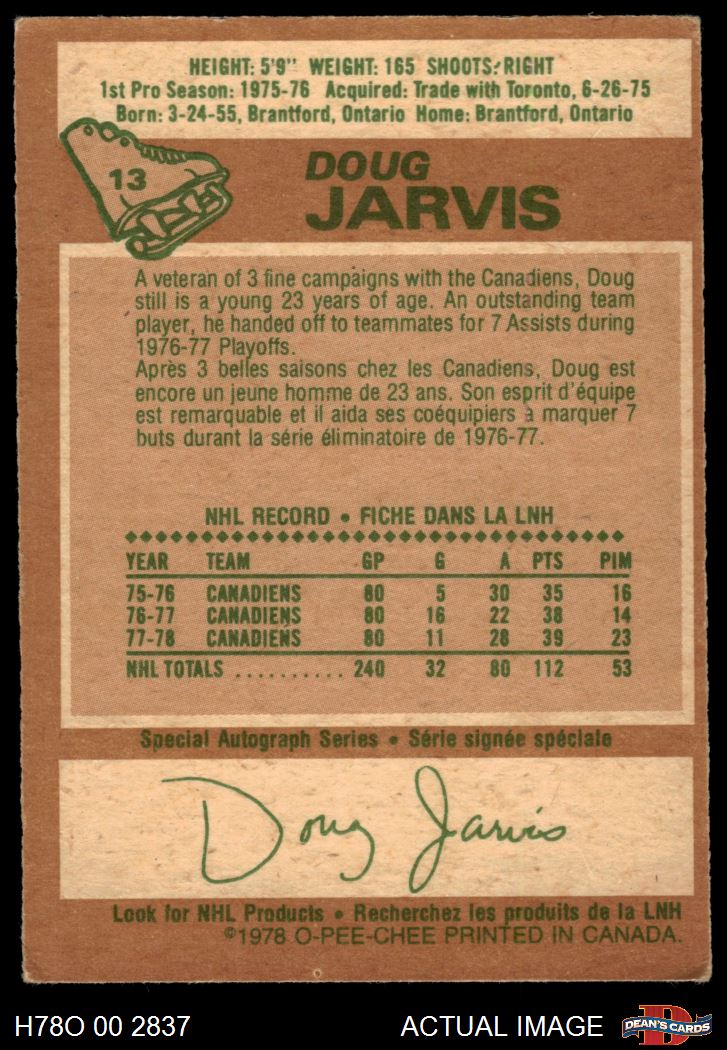 HEIGHT: 5'9" WEIGHT: 165 SHOOTS: RIGHT
1st Pro Season: 1975-76 Acquired: Trade with Toronto, 6-26-75
Born: 3-24-55, Brantford, Ontario Home: Brantford, Ontario
13
DOUG
JARVIS
A veteran of 3 fine campaigns with the Canadiens, Doug
still is a young 23 years of age. An outstanding team
player, he handed off to teammates for 7 Assists during
1976-77 Playoffs.
Après 3 belles saisons chez les Canadiens, Doug est
encore un jeune homme de 23 ans. Son esprit d'équipe
est remarquable et il aida ses coéquipiers à marquer 7
buts durant la série éliminatoire de 1976-77.
NHL RECORD • FICHE DANS LA LNH
YEAR TEAM GP G A PTS PIM
75-76 CANADIENS 80 5 30 35 16
76-77 CANADIENS 80 16 22 38 14
77-78 CANADIENS 80 11 28 39 23
NHL TOTALS .......... 240 32 80 112 53
Special Autograph Series • Série signée spéciale
Doug Jarvis
Look for NHL Products • Recherchez les produits de la LNH
©1978 O-PEE-CHEE PRINTED IN CANADA.
H78O 00 2837 ACTUAL IMAGE DEAN'S CARDS